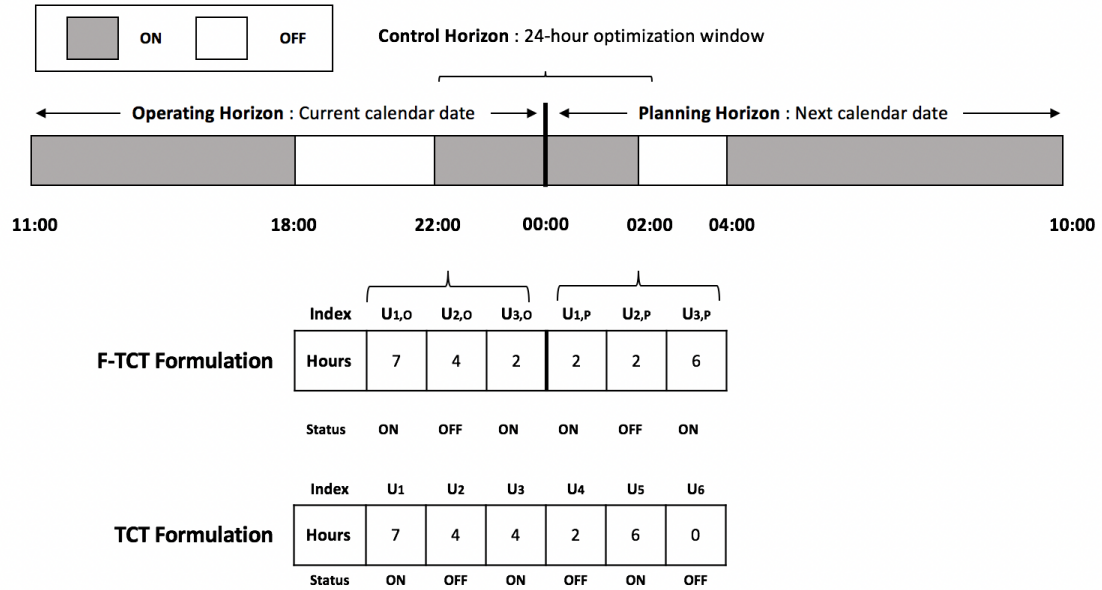 ON OFF
Control Horizon : 24-hour optimization window
Operating Horizon : Current calendar date Planning Horizon : Next calendar date
11:00 18:00 22:00 00:00 02:00 04:00 10:00
Index U1,O U2,O U3,O U1,P U2,P U3,P
F-TCT Formulation Hours 7 4 2 2 2 6
Status ON OFF ON ON OFF ON
Index U1 U2 U3 U4 U5 U6
TCT Formulation Hours 7 4 4 2 6 0
Status ON OFF ON OFF ON OFF